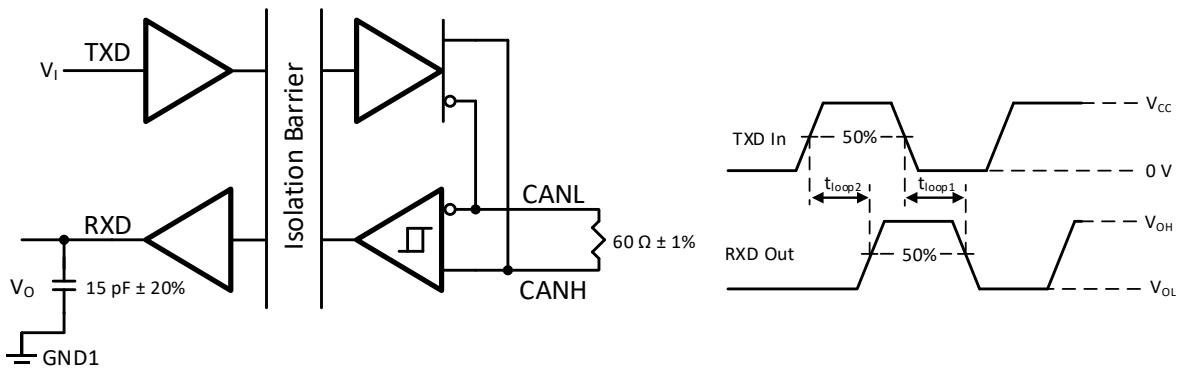 TXD
V_I
Isolation Barrier
RXD
V_O
15 pF ± 20%
GND1
CANL
60 Ω ± 1%
CANH
TXD In
50%
V_CC
0 V
t_loop2
t_loop1
RXD Out
50%
V_OH
V_OL